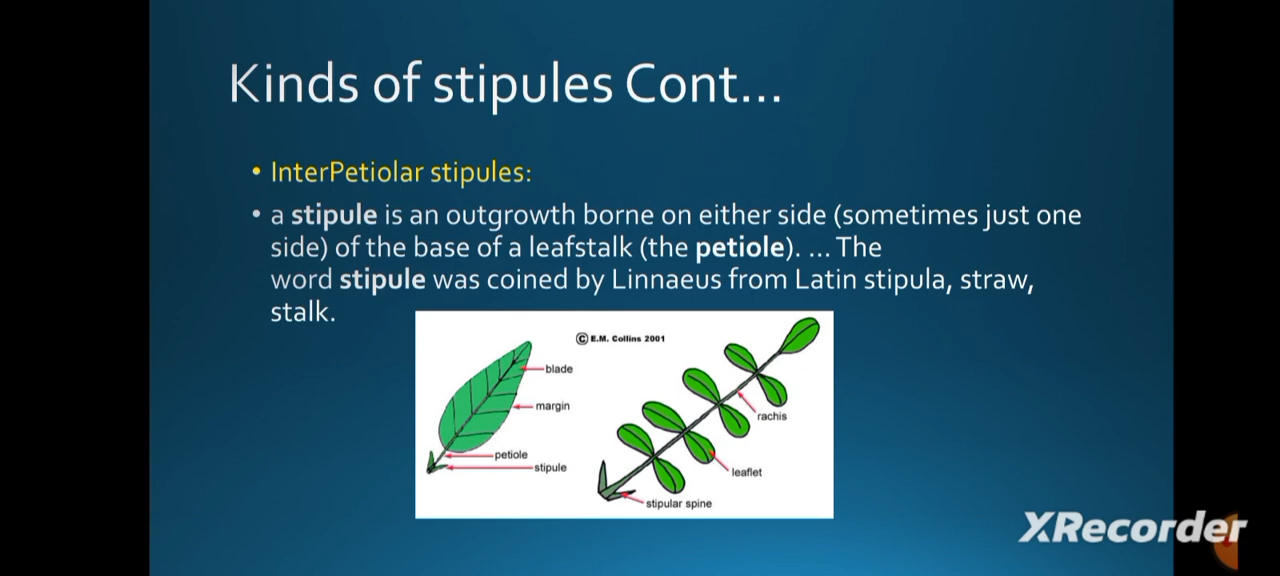 Kinds of stipules Cont...
• InterPetiolar stipules:
• a stipule is an outgrowth borne on either side (sometimes just one
side) of the base of a leafstalk (the petiole). ... The
word stipule was coined by Linnaeus from Latin stipula, straw,
stalk.
© E.M. Collins 2001
blade
margin
petiole
stipule
rachis
leaflet
stipular spine
XRecorder